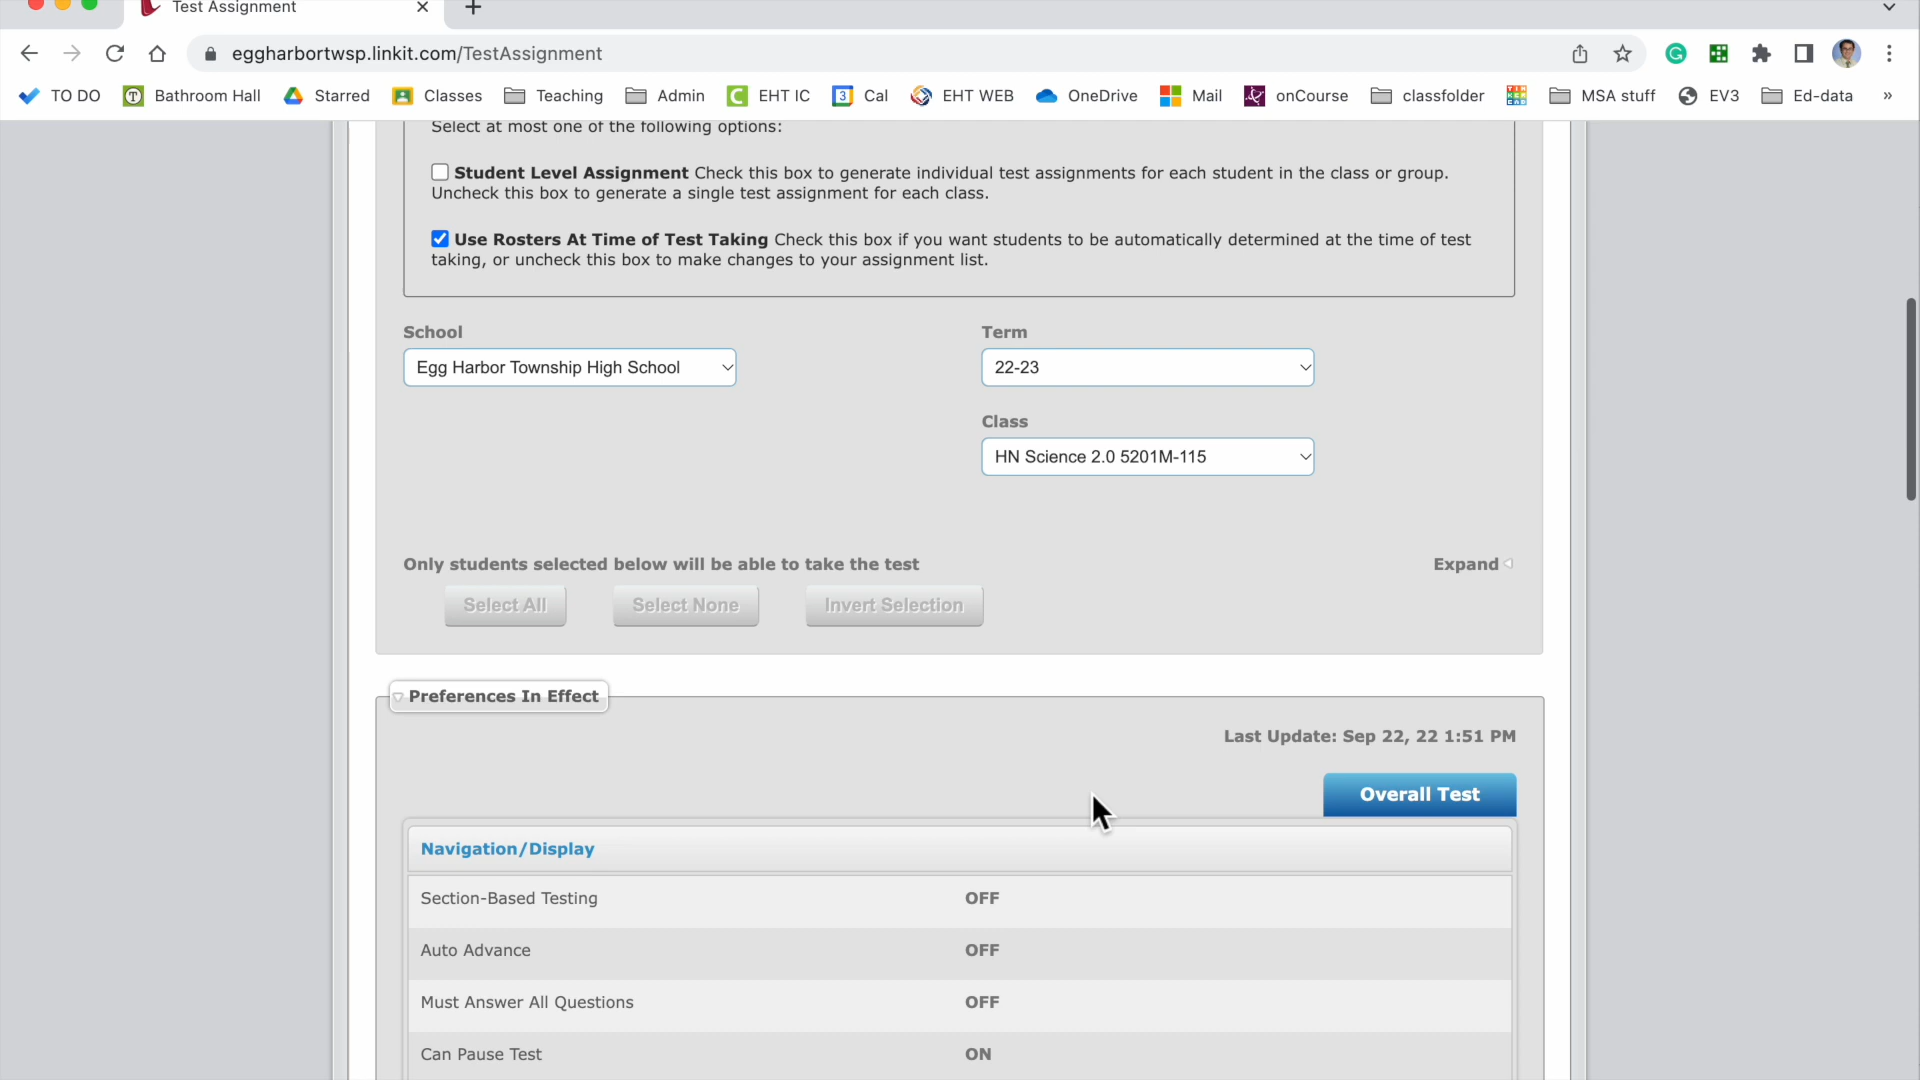 Test Assignment
eggharbortwsp.linkit.com/TestAssignment
TO DO
Bathroom Hall
Starred
Classes
Teaching
Admin
EHT IC
Cal
EHT WEB
OneDrive
Mail
onCourse
classfolder
MSA stuff
EV3
Ed-data
»
Select at most one of the following options:
Student Level Assignment Check this box to generate individual test assignments for each student in the class or group.
Uncheck this box to generate a single test assignment for each class.
Use Rosters At Time of Test Taking Check this box if you want students to be automatically determined at the time of test
taking, or uncheck this box to make changes to your assignment list.
School
Term
Egg Harbor Township High School
22-23
Class
HN Science 2.0 5201M-115
Only students selected below will be able to take the test
Expand
Select All
Select None
Invert Selection
Preferences In Effect
Last Update: Sep 22, 22 1:51 PM
Overall Test
Navigation/Display
Section-Based Testing OFF
Auto Advance OFF
Must Answer All Questions OFF
Can Pause Test ON